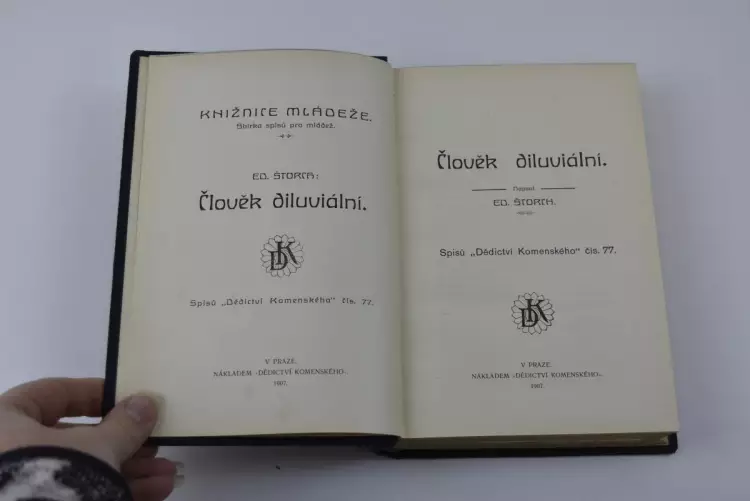 KNIŽNICE MLÁDEŽE.
Sbírka spisů pro mládež.
ED. ŠTORCH:
Člověk diluviální.
DK
Spisů „Dědictví Komenského" čís. 77.
V PRAZE.
NÁKLADEM »DĚDICTVÍ KOMENSKÉHO«.
1907.
Člověk diluviální.
Napsal
ED. ŠTORCH.
Spisů „Dědictví Komenského" čís. 77.
DK
V PRAZE.
NÁKLADEM »DĚDICTVÍ KOMENSKÉHO«.
1907.